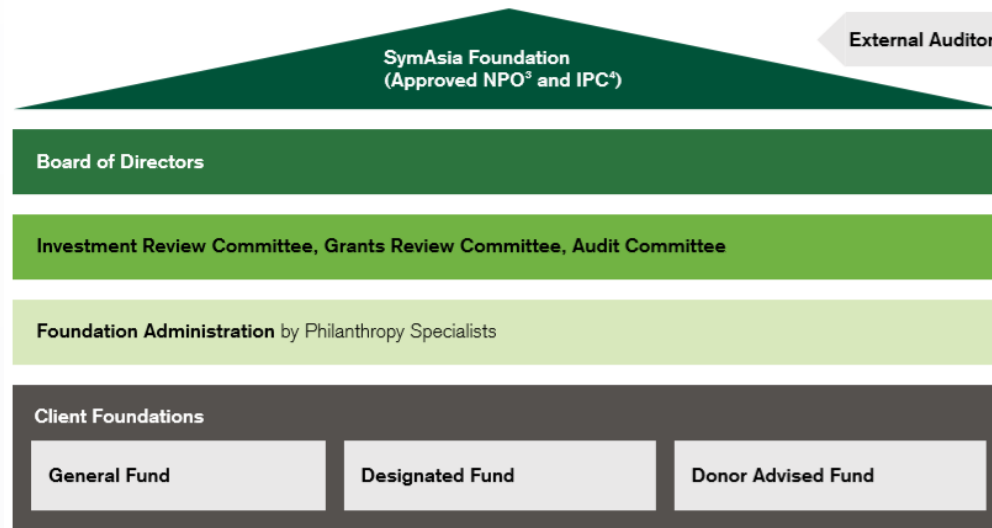 SymAsia Foundation
(Approved NPO³ and IPC⁴)
External Auditor
Board of Directors
Investment Review Committee, Grants Review Committee, Audit Committee
Foundation Administration by Philanthropy Specialists
Client Foundations
General Fund
Designated Fund
Donor Advised Fund